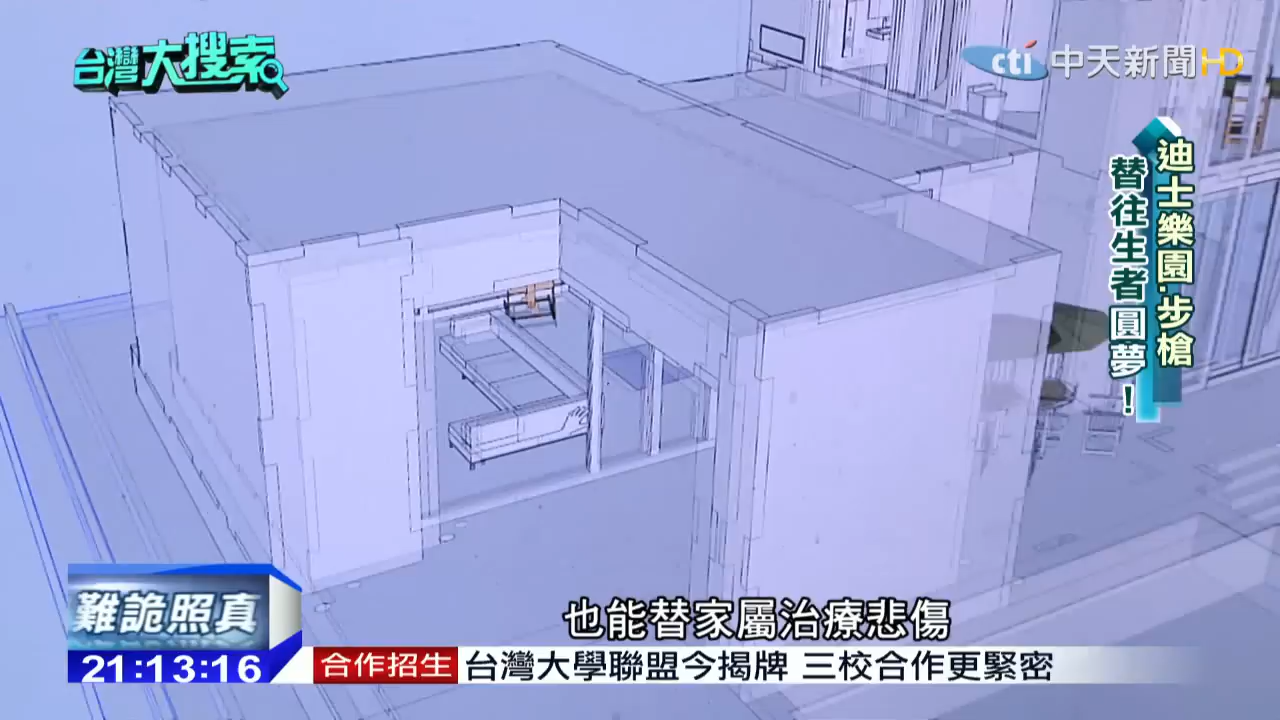 台灣大搜索
cti 中天新聞HD
迪士樂園.步槍
替往生者圓夢！
也能替家屬治療悲傷
難詭照真
21:13:16
合作招生 台灣大學聯盟今揭牌 三校合作更緊密